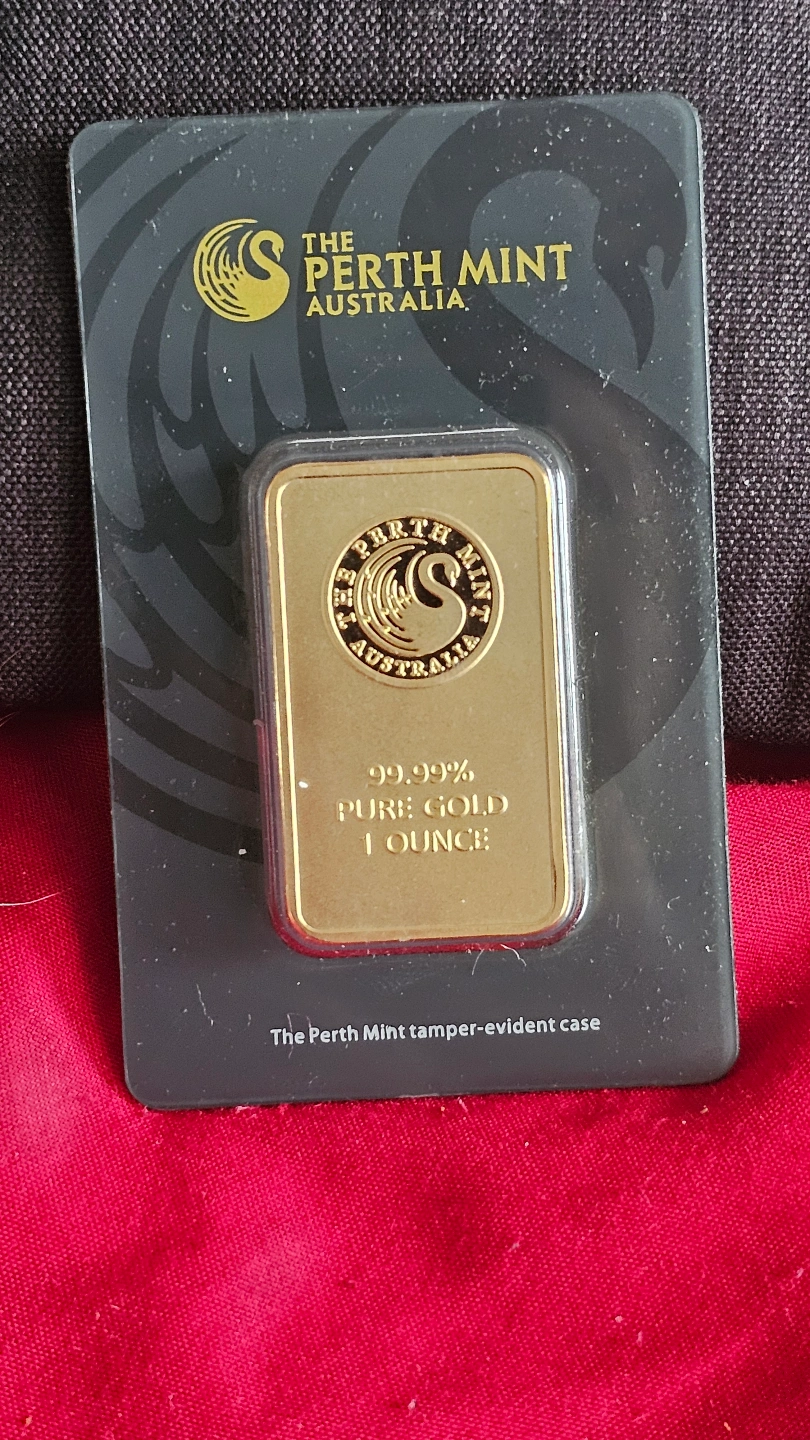 THE
PERTH MINT
AUSTRALIA
THE PERTH MINT
AUSTRALIA
99.99%
PURE GOLD
1 OUNCE
The Perth Mint tamper-evident case